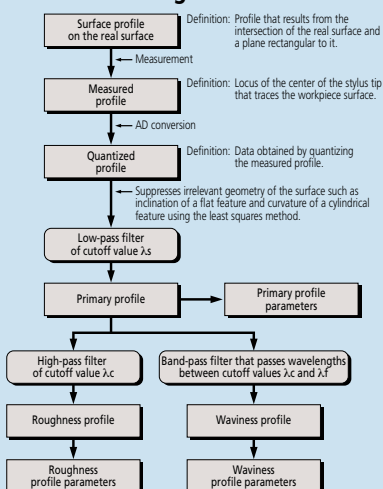 Surface profile
on the real surface
Definition: Profile that results from the
intersection of the real surface and
a plane rectangular to it.
Measurement
Measured
profile
Definition: Locus of the center of the stylus tip
that traces the workpiece surface.
AD conversion
Quantized
profile
Definition: Data obtained by quantizing
the measured profile.
Suppresses irrelevant geometry of the surface such as
inclination of a flat feature and curvature of a cylindrical
feature using the least squares method.
Low-pass filter
of cutoff value λs
Primary profile
Primary profile
parameters
High-pass filter
of cutoff value λc
Band-pass filter that passes wavelengths
between cutoff values λc and λf
Roughness profile
Waviness profile
Roughness
profile parameters
Waviness
profile parameters